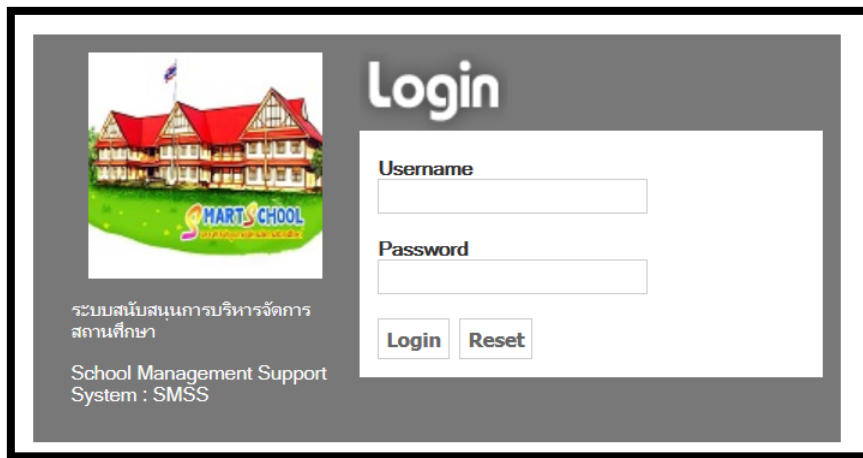 Login
SMARTSCHOOL
Username
Password
Login Reset
ระบบสนับสนุนการบริหารจัดการ
สถานศึกษา
School Management Support
System : SMSS